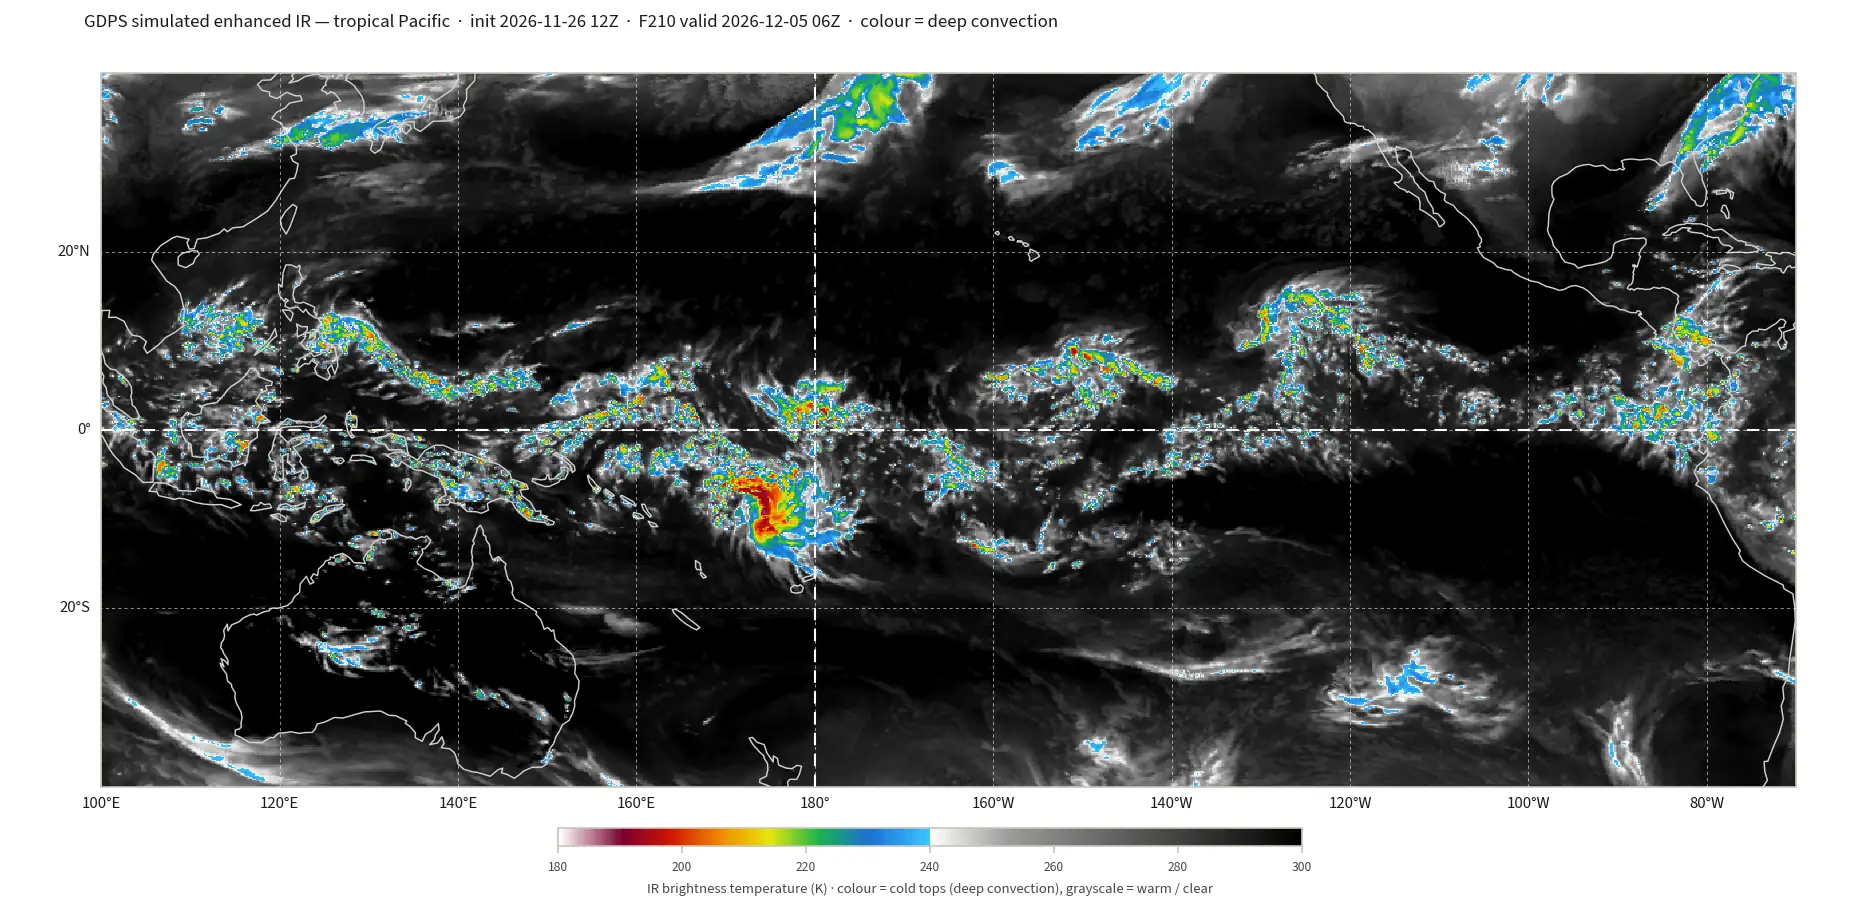 GDPS simulated enhanced IR — tropical Pacific · init 2026-11-26 12Z · F210 valid 2026-12-05 06Z · colour = deep convection
20°N
0°
20°S
100°E 120°E 140°E 160°E 180° 160°W 140°W 120°W 100°W 80°W
180 200 220 240 260 280 300
IR brightness temperature (K) · colour = cold tops (deep convection), grayscale = warm / clear